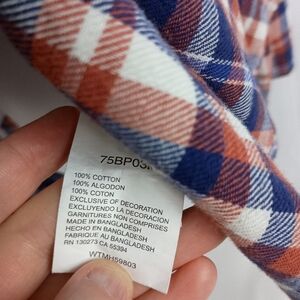 75BP03
100% COTTON
100% ALGODON
100% COTON
EXCLUSIVE OF DECORATION
EXCLUYENDO LA DECORACION
GARNITURES NON COMPRISES
MADE IN BANGLADESH
HECHO EN BANGLADESH
FABRIQUE AU BANGLADESH
RN 130273 CA 55394
WTMH59803